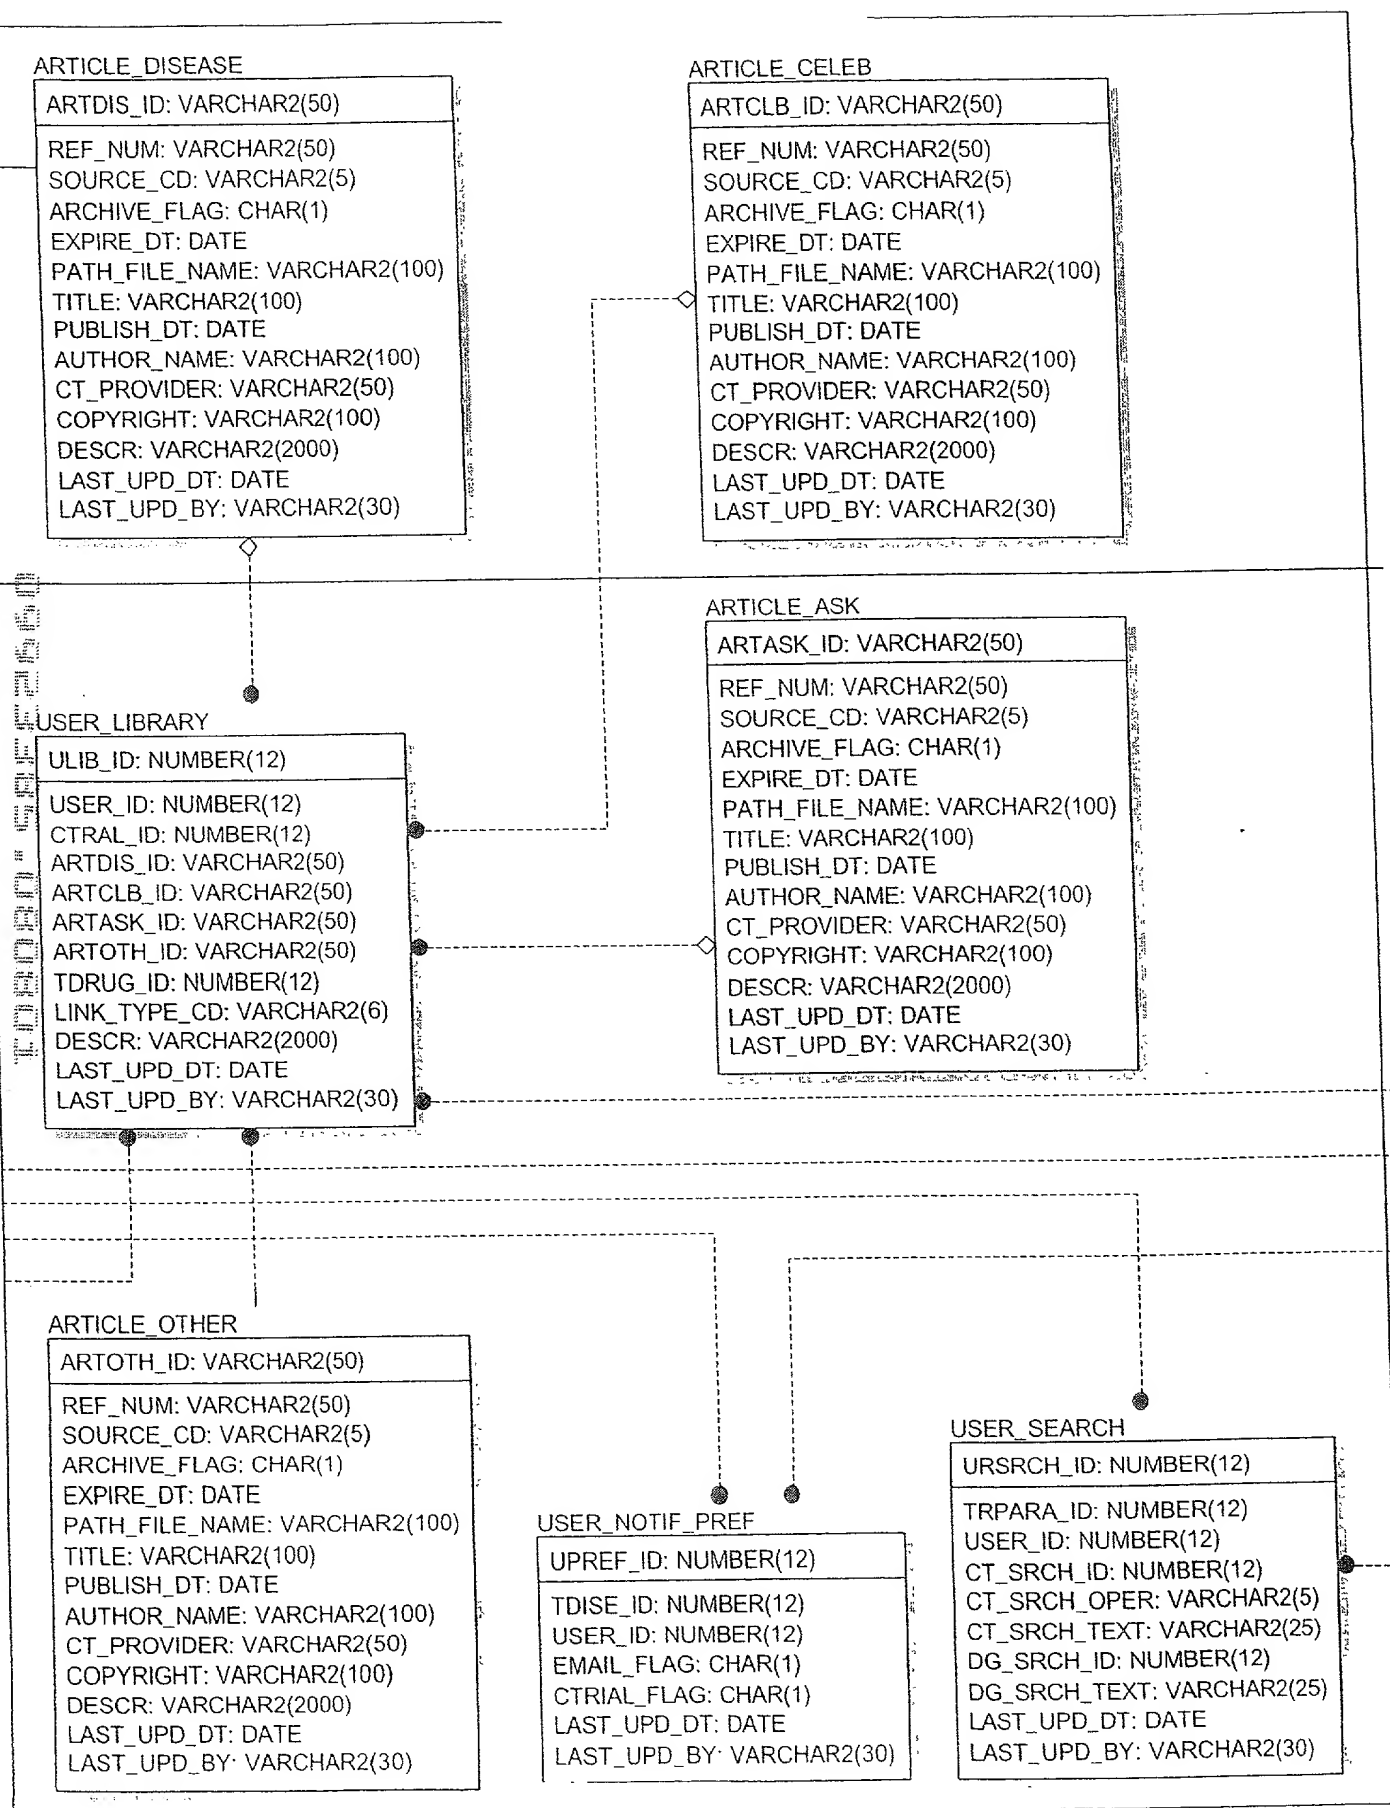 ARTICLE_DISEASE
ARTDIS_ID: VARCHAR2(50)
REF_NUM: VARCHAR2(50)
SOURCE_CD: VARCHAR2(5)
ARCHIVE_FLAG: CHAR(1)
EXPIRE_DT: DATE
PATH_FILE_NAME: VARCHAR2(100)
TITLE: VARCHAR2(100)
PUBLISH_DT: DATE
AUTHOR_NAME: VARCHAR2(100)
CT_PROVIDER: VARCHAR2(50)
COPYRIGHT: VARCHAR2(100)
DESCR: VARCHAR2(2000)
LAST_UPD_DT: DATE
LAST_UPD_BY: VARCHAR2(30)
ARTICLE_CELEB
ARTCLB_ID: VARCHAR2(50)
REF_NUM: VARCHAR2(50)
SOURCE_CD: VARCHAR2(5)
ARCHIVE_FLAG: CHAR(1)
EXPIRE_DT: DATE
PATH_FILE_NAME: VARCHAR2(100)
TITLE: VARCHAR2(100)
PUBLISH_DT: DATE
AUTHOR_NAME: VARCHAR2(100)
CT_PROVIDER: VARCHAR2(50)
COPYRIGHT: VARCHAR2(100)
DESCR: VARCHAR2(2000)
LAST_UPD_DT: DATE
LAST_UPD_BY: VARCHAR2(30)
USER_LIBRARY
ULIB_ID: NUMBER(12)
USER_ID: NUMBER(12)
CTRAL_ID: NUMBER(12)
ARTDIS_ID: VARCHAR2(50)
ARTCLB_ID: VARCHAR2(50)
ARTASK_ID: VARCHAR2(50)
ARTOTH_ID: VARCHAR2(50)
TDRUG_ID: NUMBER(12)
LINK_TYPE_CD: VARCHAR2(6)
DESCR: VARCHAR2(2000)
LAST_UPD_DT: DATE
LAST_UPD_BY: VARCHAR2(30)
ARTICLE_ASK
ARTASK_ID: VARCHAR2(50)
REF_NUM: VARCHAR2(50)
SOURCE_CD: VARCHAR2(5)
ARCHIVE_FLAG: CHAR(1)
EXPIRE_DT: DATE
PATH_FILE_NAME: VARCHAR2(100)
TITLE: VARCHAR2(100)
PUBLISH_DT: DATE
AUTHOR_NAME: VARCHAR2(100)
CT_PROVIDER: VARCHAR2(50)
COPYRIGHT: VARCHAR2(100)
DESCR: VARCHAR2(2000)
LAST_UPD_DT: DATE
LAST_UPD_BY: VARCHAR2(30)
ARTICLE_OTHER
ARTOTH_ID: VARCHAR2(50)
REF_NUM: VARCHAR2(50)
SOURCE_CD: VARCHAR2(5)
ARCHIVE_FLAG: CHAR(1)
EXPIRE_DT: DATE
PATH_FILE_NAME: VARCHAR2(100)
TITLE: VARCHAR2(100)
PUBLISH_DT: DATE
AUTHOR_NAME: VARCHAR2(100)
CT_PROVIDER: VARCHAR2(50)
COPYRIGHT: VARCHAR2(100)
DESCR: VARCHAR2(2000)
LAST_UPD_DT: DATE
LAST_UPD_BY: VARCHAR2(30)
USER_NOTIF_PREF
UPREF_ID: NUMBER(12)
TDISE_ID: NUMBER(12)
USER_ID: NUMBER(12)
EMAIL_FLAG: CHAR(1)
CTRIAL_FLAG: CHAR(1)
LAST_UPD_DT: DATE
LAST_UPD_BY: VARCHAR2(30)
USER_SEARCH
URSRCH_ID: NUMBER(12)
TRPARA_ID: NUMBER(12)
USER_ID: NUMBER(12)
CT_SRCH_ID: NUMBER(12)
CT_SRCH_OPER: VARCHAR2(5)
CT_SRCH_TEXT: VARCHAR2(25)
DG_SRCH_ID: NUMBER(12)
DG_SRCH_TEXT: VARCHAR2(25)
LAST_UPD_DT: DATE
LAST_UPD_BY: VARCHAR2(30)